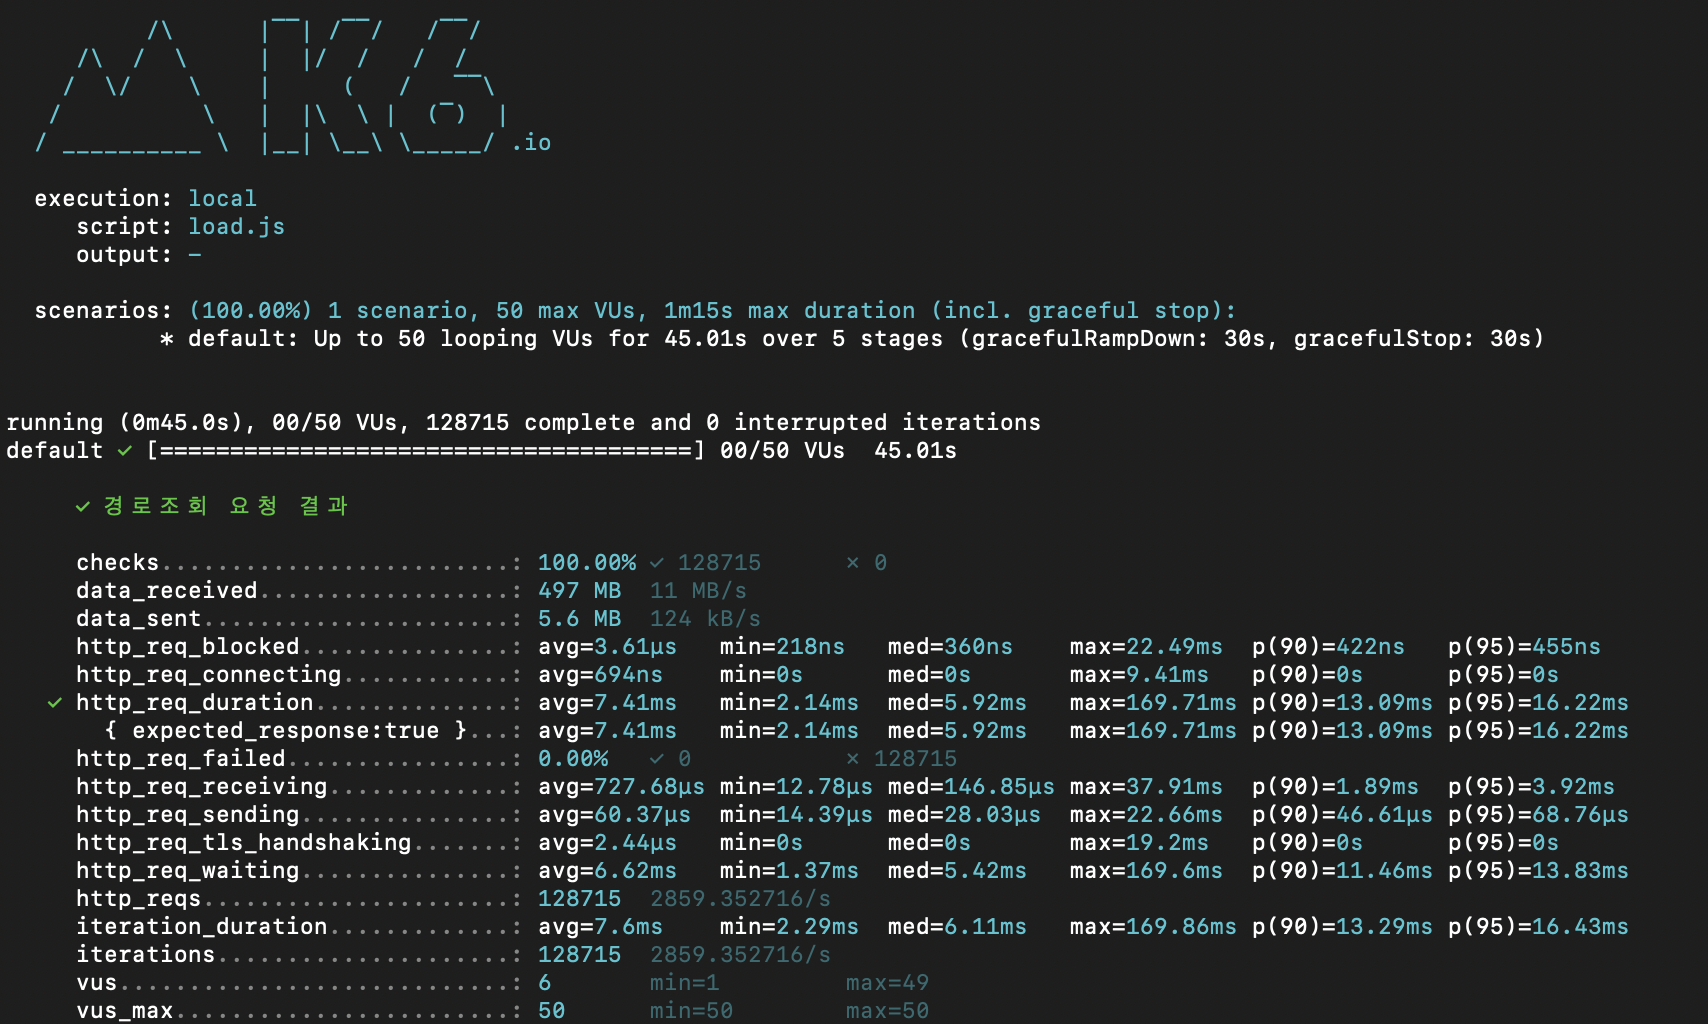 .io
execution: local
script: load.js
output: -
scenarios: (100.00%) 1 scenario, 50 max VUs, 1m15s max duration (incl. graceful stop):
* default: Up to 50 looping VUs for 45.01s over 5 stages (gracefulRampDown: 30s, gracefulStop: 30s)
running (0m45.0s), 00/50 VUs, 128715 complete and 0 interrupted iterations
default ✓ [======================================] 00/50 VUs  45.01s
✓ 경로조회 요청 결과
checks.........................: 100.00% ✓ 128715      ✗ 0
data_received..................: 497 MB  11 MB/s
data_sent......................: 5.6 MB  124 kB/s
http_req_blocked...............: avg=3.61µs   min=218ns   med=360ns    max=22.49ms  p(90)=422ns   p(95)=455ns
http_req_connecting............: avg=694ns    min=0s      med=0s       max=9.41ms   p(90)=0s      p(95)=0s
✓ http_req_duration..............: avg=7.41ms   min=2.14ms  med=5.92ms   max=169.71ms p(90)=13.09ms p(95)=16.22ms
{ expected_response:true }...: avg=7.41ms   min=2.14ms  med=5.92ms   max=169.71ms p(90)=13.09ms p(95)=16.22ms
http_req_failed................: 0.00%   ✓ 0           ✗ 128715
http_req_receiving.............: avg=727.68µs min=12.78µs med=146.85µs max=37.91ms  p(90)=1.89ms  p(95)=3.92ms
http_req_sending...............: avg=60.37µs  min=14.39µs med=28.03µs  max=22.66ms  p(90)=46.61µs p(95)=68.76µs
http_req_tls_handshaking.......: avg=2.44µs   min=0s      med=0s       max=19.2ms   p(90)=0s      p(95)=0s
http_req_waiting...............: avg=6.62ms   min=1.37ms  med=5.42ms   max=169.6ms  p(90)=11.46ms p(95)=13.83ms
http_reqs......................: 128715  2859.352716/s
iteration_duration.............: avg=7.6ms    min=2.29ms  med=6.11ms   max=169.86ms p(90)=13.29ms p(95)=16.43ms
iterations.....................: 128715  2859.352716/s
vus............................: 6       min=1         max=49
vus_max........................: 50      min=50        max=50